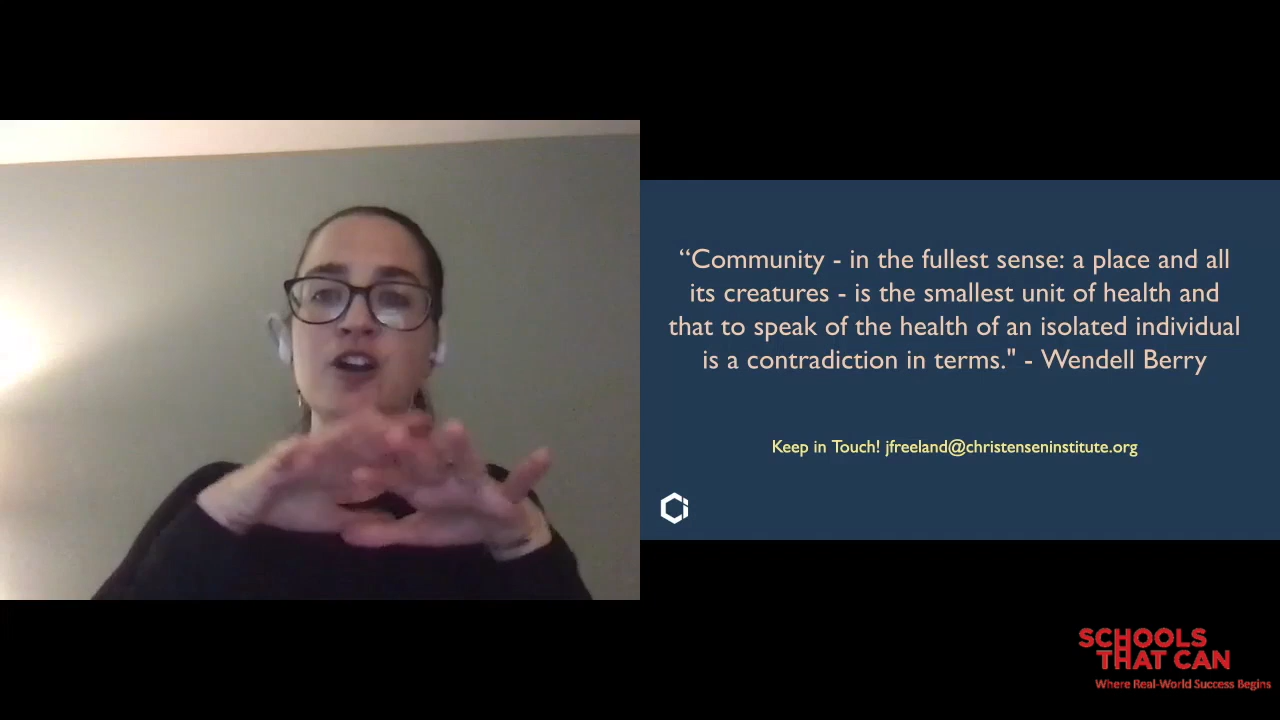 “Community - in the fullest sense: a place and all
its creatures - is the smallest unit of health and
that to speak of the health of an isolated individual
is a contradiction in terms." - Wendell Berry
Keep in Touch! jfreeland@christenseninstitute.org
SCHOOLS
THAT CAN
Where Real-World Success Begins